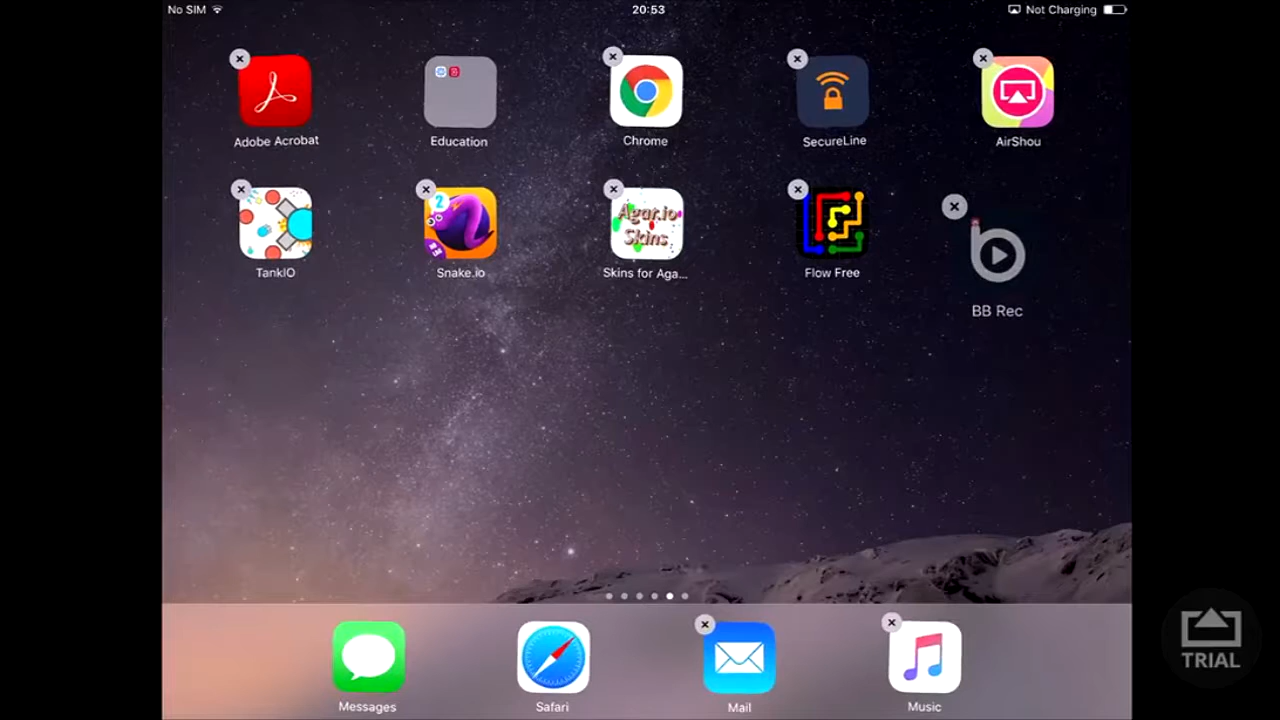 No SIM
20:53
Not Charging
Adobe Acrobat
Education
Chrome
SecureLine
AirShou
2
Agar.io
Skins
TankIO
Snake.io
Skins for Aga...
Flow Free
BB Rec
Messages
Safari
Mail
Music
TRIAL